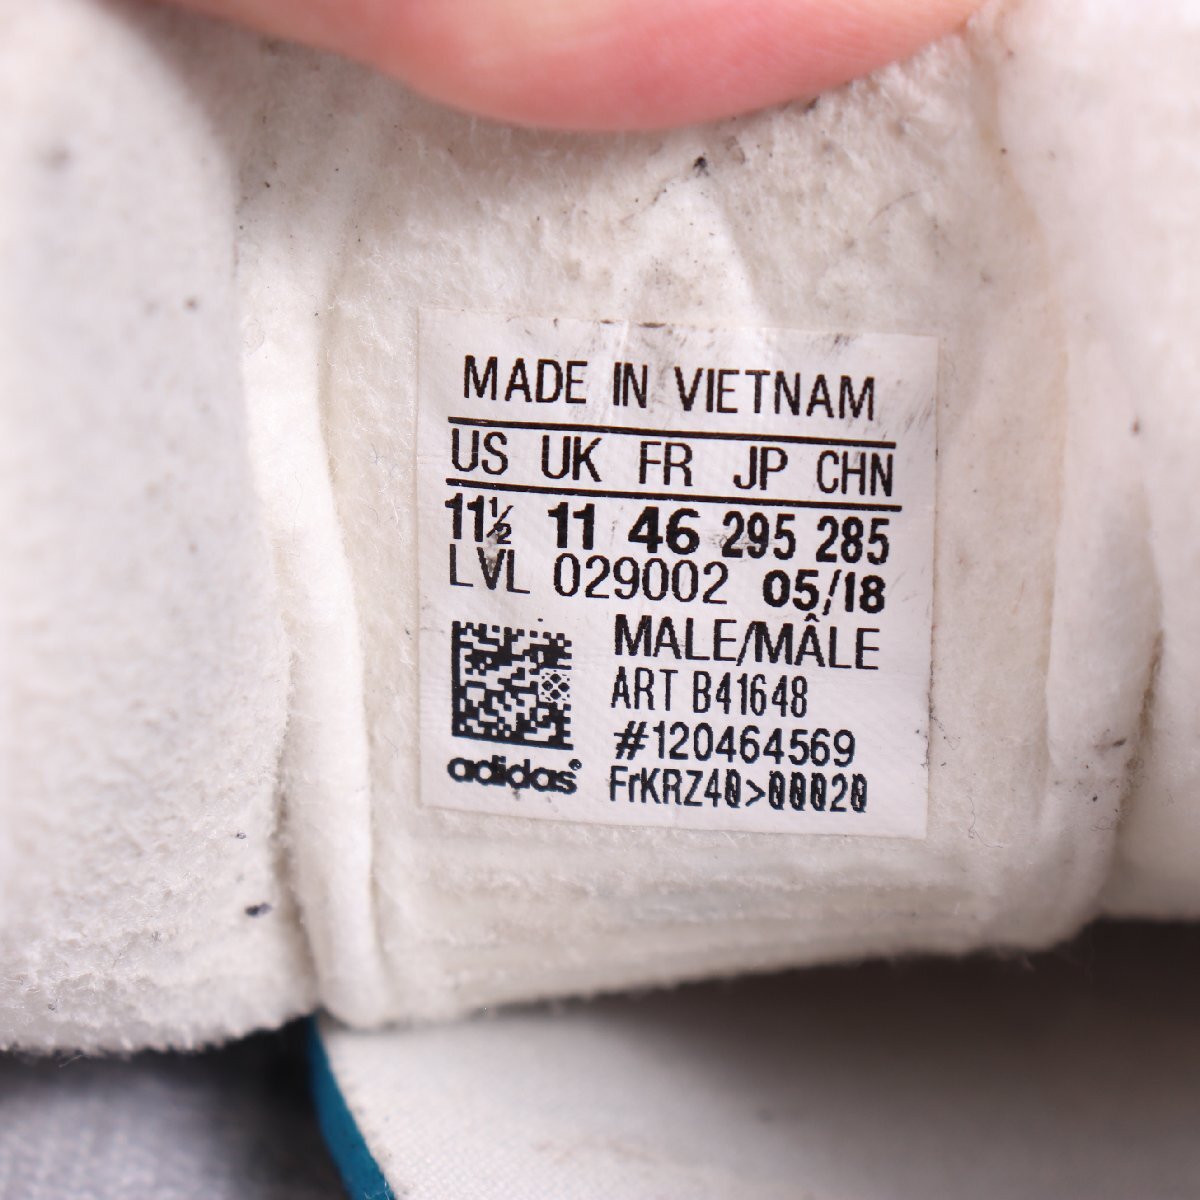 MADE IN VIETNAM
US UK FR JP CHN
11½ 11 46 295 285
LVL 029002 05/18
MALE/MÂLE
ART B41648
#120464569
FrKRZ40>00020
adidas®